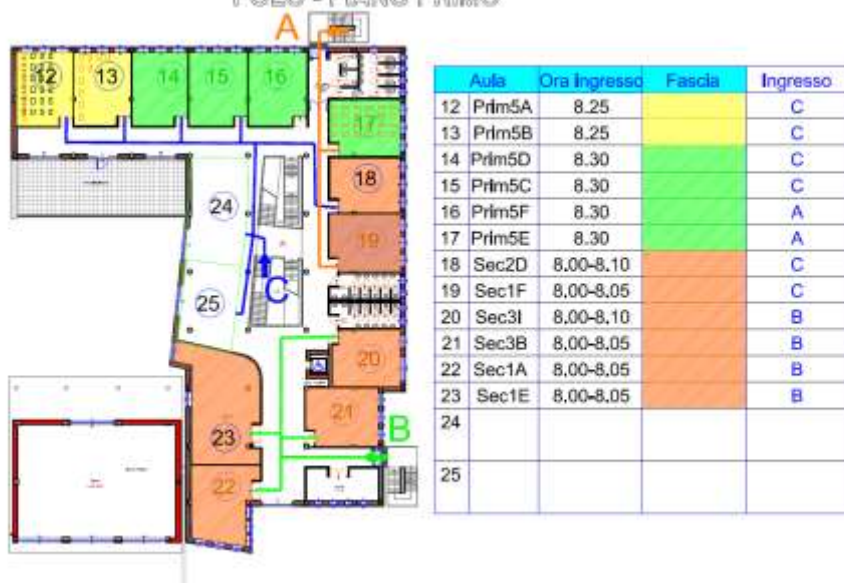 POLO - PIANO PRIMO
A
12
13
14
15
16
17
18
19
24
25
C
20
21
23
22
B
Aula Ora ingresso Fascia Ingresso
12 Prim5A 8.25 C
13 Prim5B 8.25 C
14 Prim5D 8.30 C
15 Prim5C 8.30 C
16 Prim5F 8.30 A
17 Prim5E 8.30 A
18 Sec2D 8.00-8.10 C
19 Sec1F 8.00-8.05 C
20 Sec3I 8.00-8.10 B
21 Sec3B 8.00-8.05 B
22 Sec1A 8.00-8.05 B
23 Sec1E 8.00-8.05 B
24
25